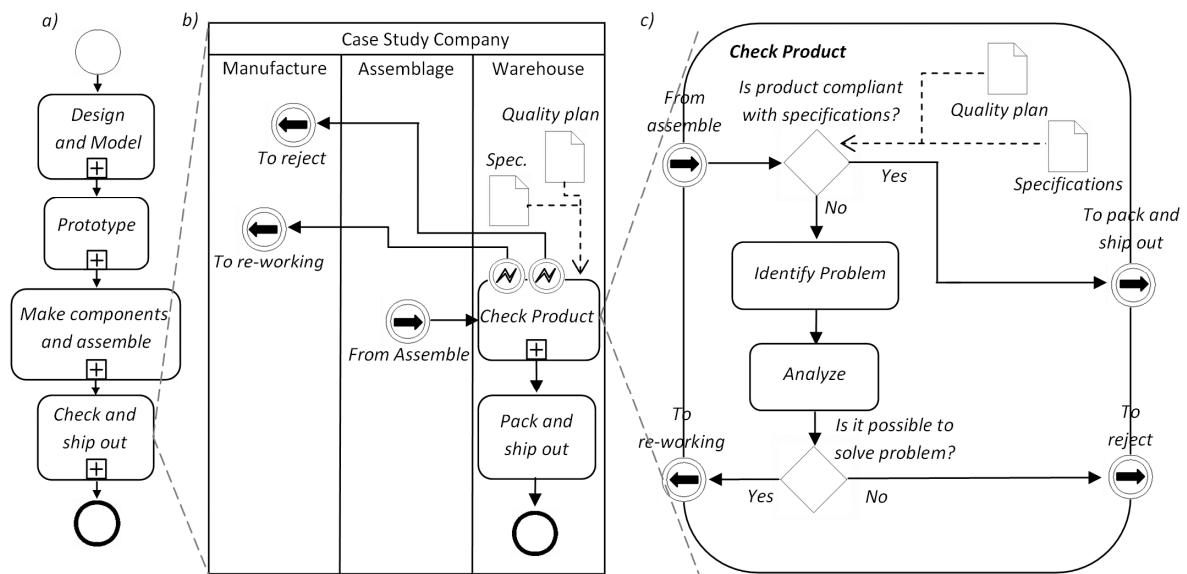 a)
Design
and Model
Prototype
Make components
and assemble
Check and
ship out
b)
Case Study Company
Manufacture
Assemblage
Warehouse
To reject
To re-working
Quality plan
Spec.
From Assemble
Check Product
Pack and
ship out
c)
Check Product
Is product compliant
with specifications?
From
assemble
Quality plan
Specifications
Yes
No
To pack and
ship out
Identify Problem
Analyze
Is it possible to
solve problem?
To
re-working
Yes
No
To
reject